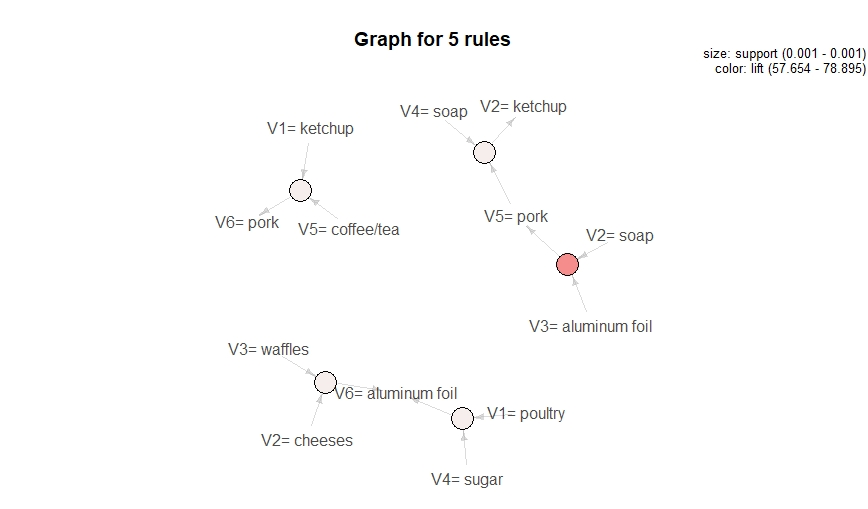 Graph for 5 rules
size: support (0.001 - 0.001)
color: lift (57.654 - 78.895)
V4= soap
V2= ketchup
V1= ketchup
V6= pork
V5= coffee/tea
V5= pork
V2= soap
V3= aluminum foil
V3= waffles
V6= aluminum foil
V1= poultry
V2= cheeses
V4= sugar